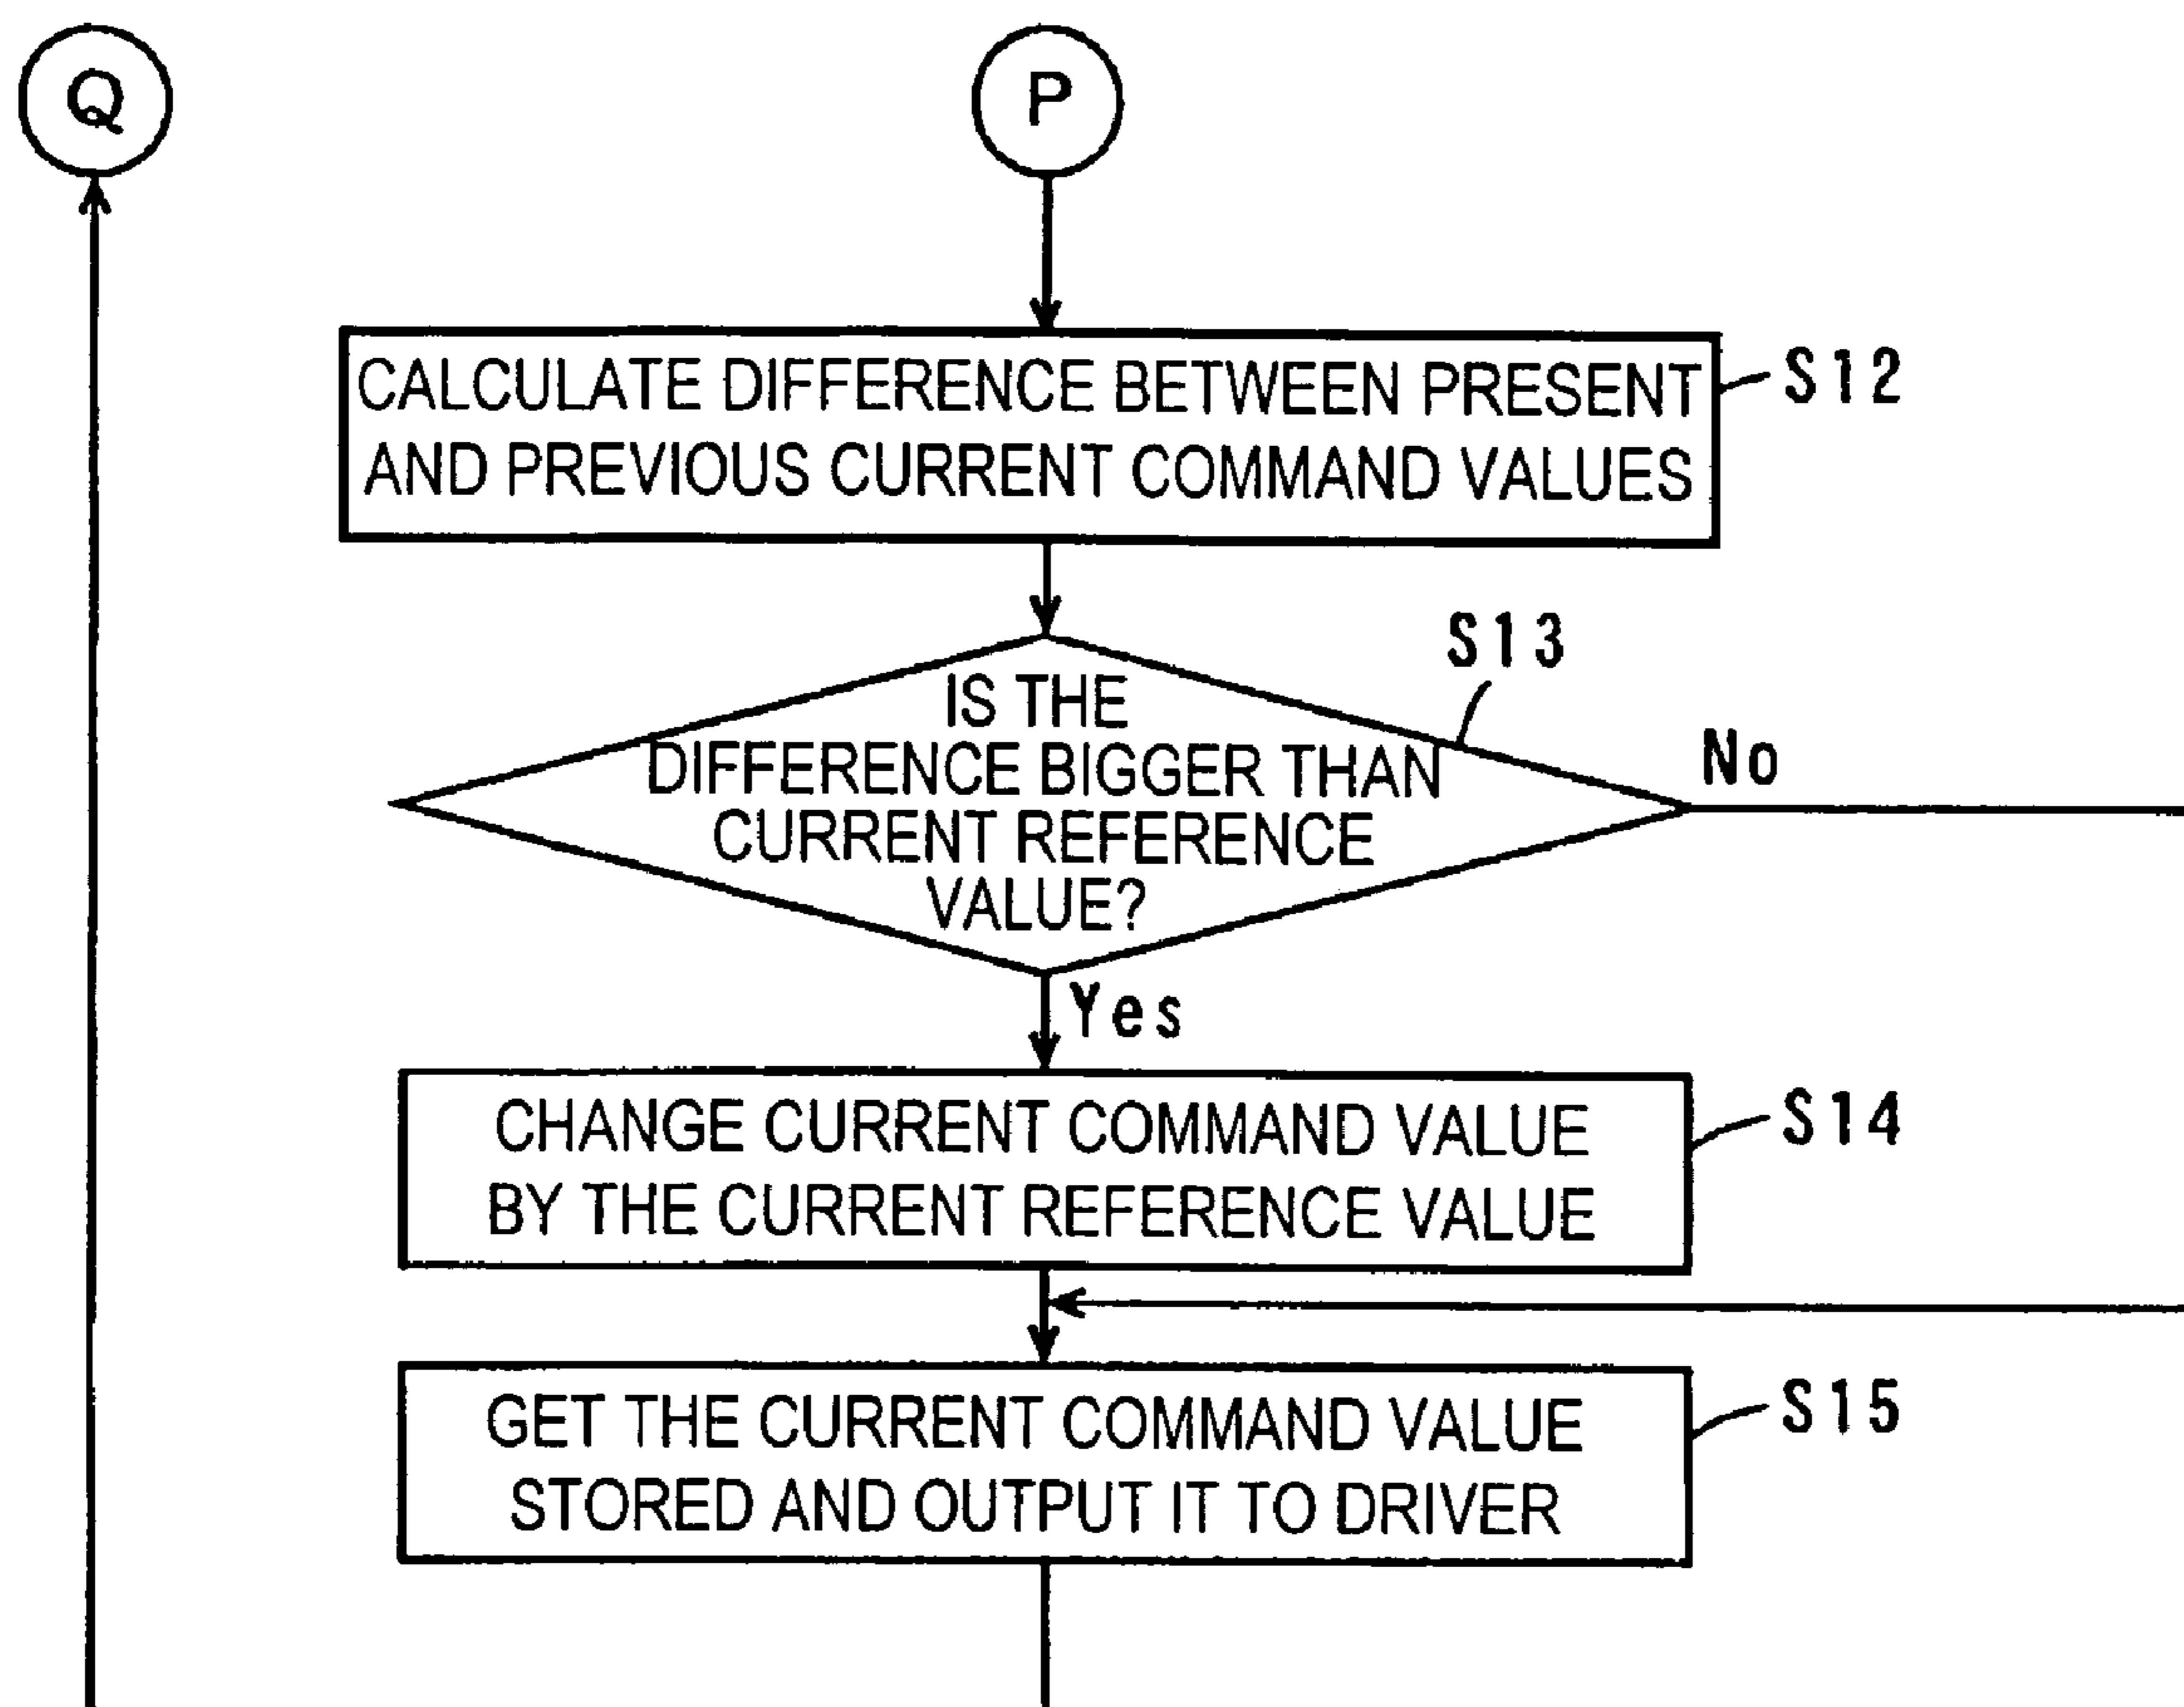 Q
P
CALCULATE DIFFERENCE BETWEEN PRESENT
AND PREVIOUS CURRENT COMMAND VALUES
S12
S13
IS THE
DIFFERENCE BIGGER THAN
CURRENT REFERENCE
VALUE?
No
Yes
CHANGE CURRENT COMMAND VALUE
BY THE CURRENT REFERENCE VALUE
S14
GET THE CURRENT COMMAND VALUE
STORED AND OUTPUT IT TO DRIVER
S15